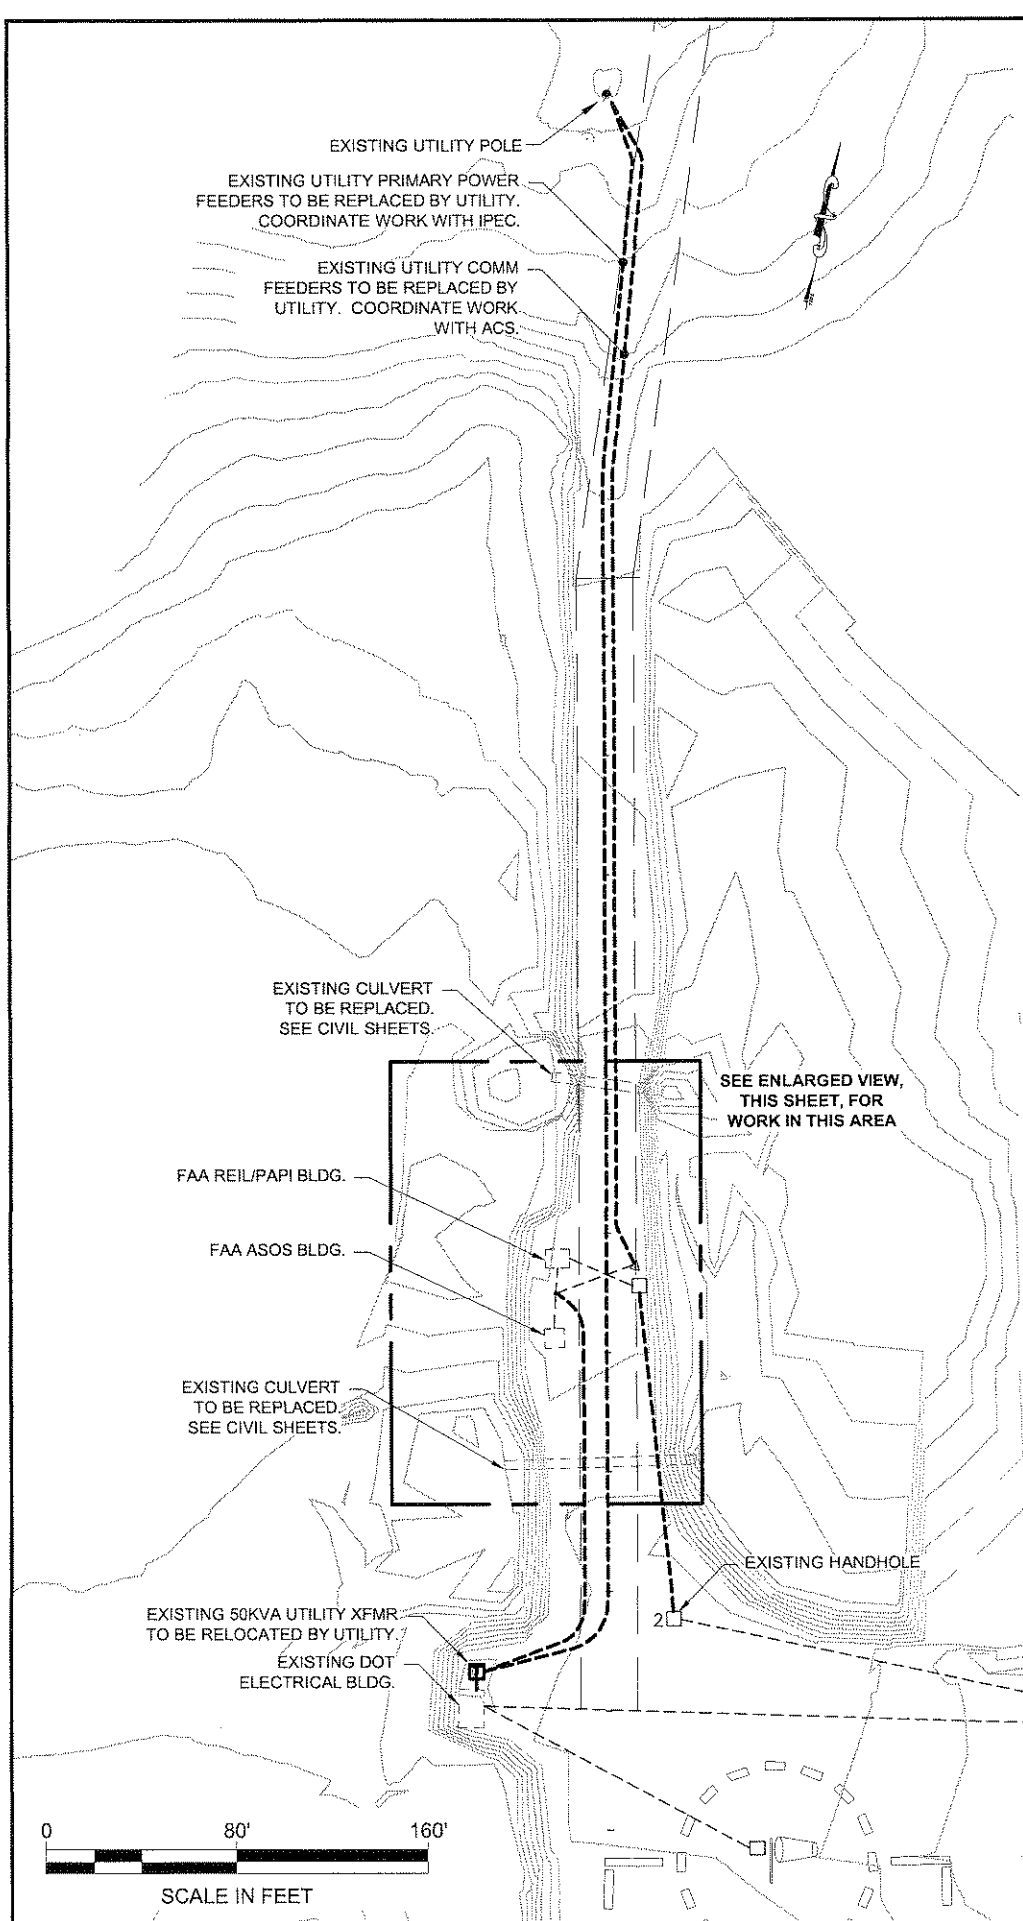 EXISTING UTILITY POLE
EXISTING UTILITY PRIMARY POWER
FEEDERS TO BE REPLACED BY UTILITY.
COORDINATE WORK WITH IPEC.
EXISTING UTILITY COMM
FEEDERS TO BE REPLACED BY
UTILITY. COORDINATE WORK
WITH ACS.
EXISTING CULVERT
TO BE REPLACED.
SEE CIVIL SHEETS.
SEE ENLARGED VIEW,
THIS SHEET, FOR
WORK IN THIS AREA
FAA REIL/PAPI BLDG.
FAA ASOS BLDG.
EXISTING CULVERT
TO BE REPLACED.
SEE CIVIL SHEETS.
EXISTING HANDHOLE
2
EXISTING 50KVA UTILITY XFMR
TO BE RELOCATED BY UTILITY.
EXISTING DOT
ELECTRICAL BLDG.
0 80' 160'
SCALE IN FEET